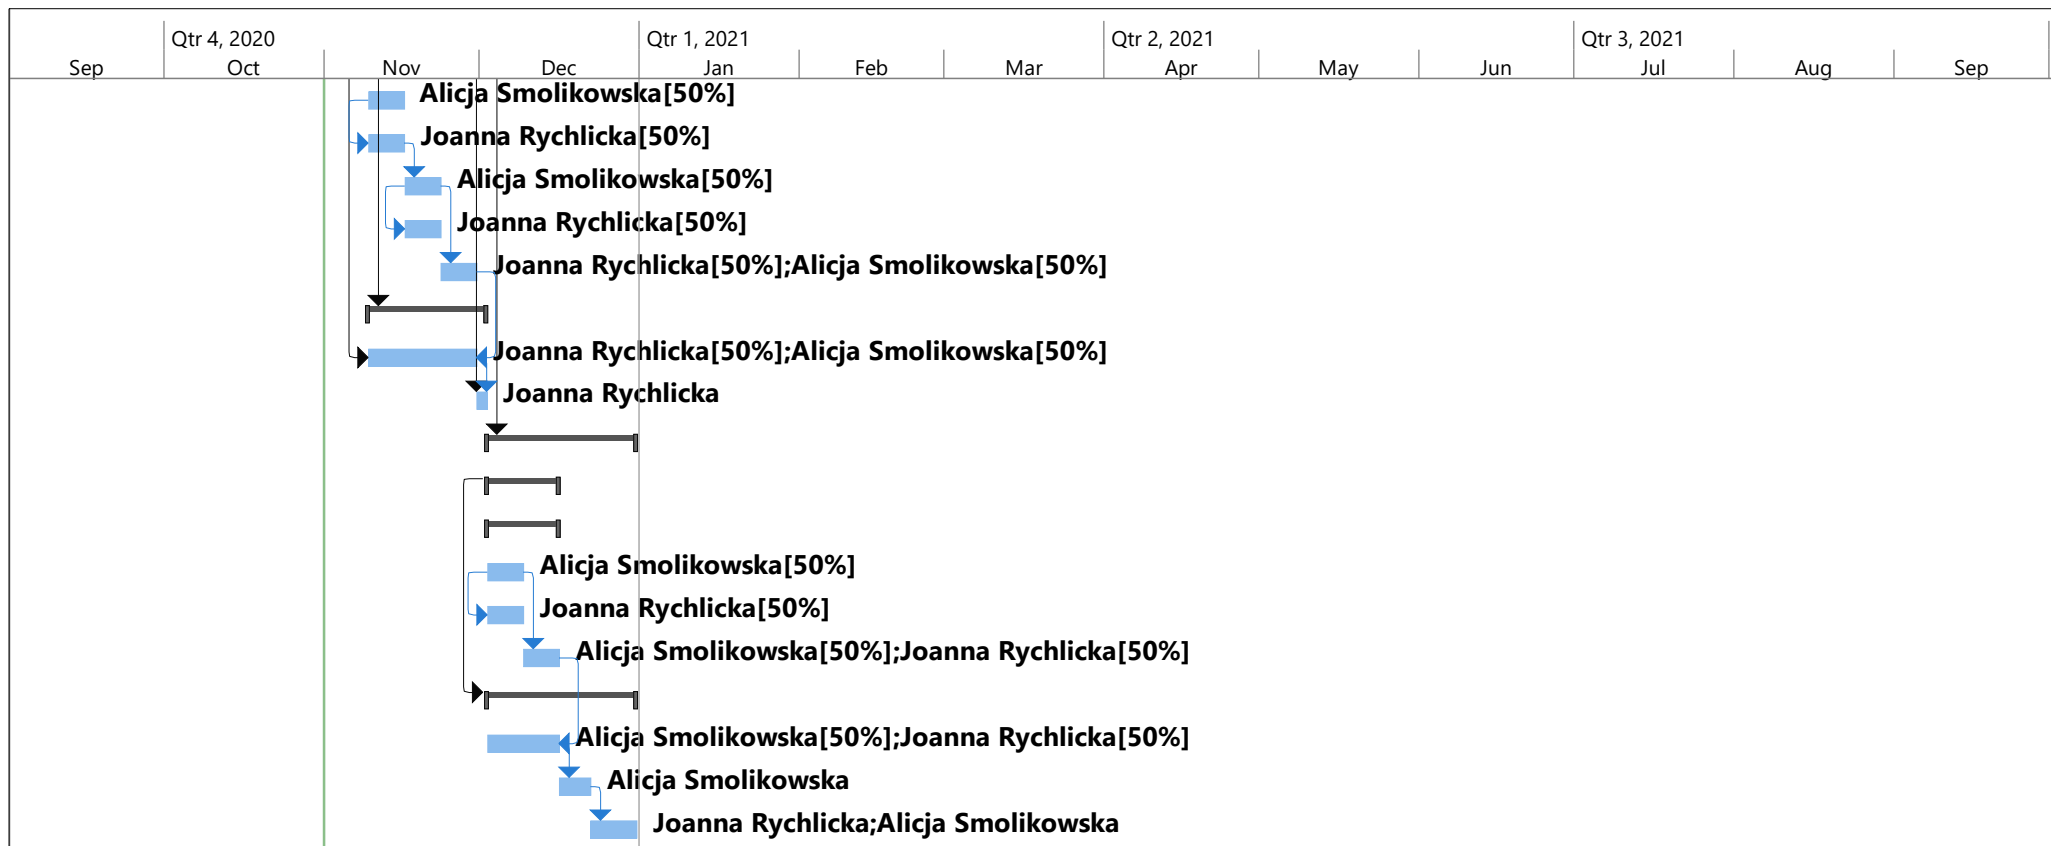 Qtr 4, 2020 Qtr 1, 2021 Qtr 2, 2021 Qtr 3, 2021
Sep Oct Nov Dec Jan Feb Mar Apr May Jun Jul Aug Sep
Alicja Smolikowska[50%]
Joanna Rychlicka[50%]
Alicja Smolikowska[50%]
Joanna Rychlicka[50%]
Joanna Rychlicka[50%];Alicja Smolikowska[50%]
Joanna Rychlicka[50%];Alicja Smolikowska[50%]
Joanna Rychlicka
Alicja Smolikowska[50%]
Joanna Rychlicka[50%]
Alicja Smolikowska[50%];Joanna Rychlicka[50%]
Alicja Smolikowska[50%];Joanna Rychlicka[50%]
Alicja Smolikowska
Joanna Rychlicka;Alicja Smolikowska